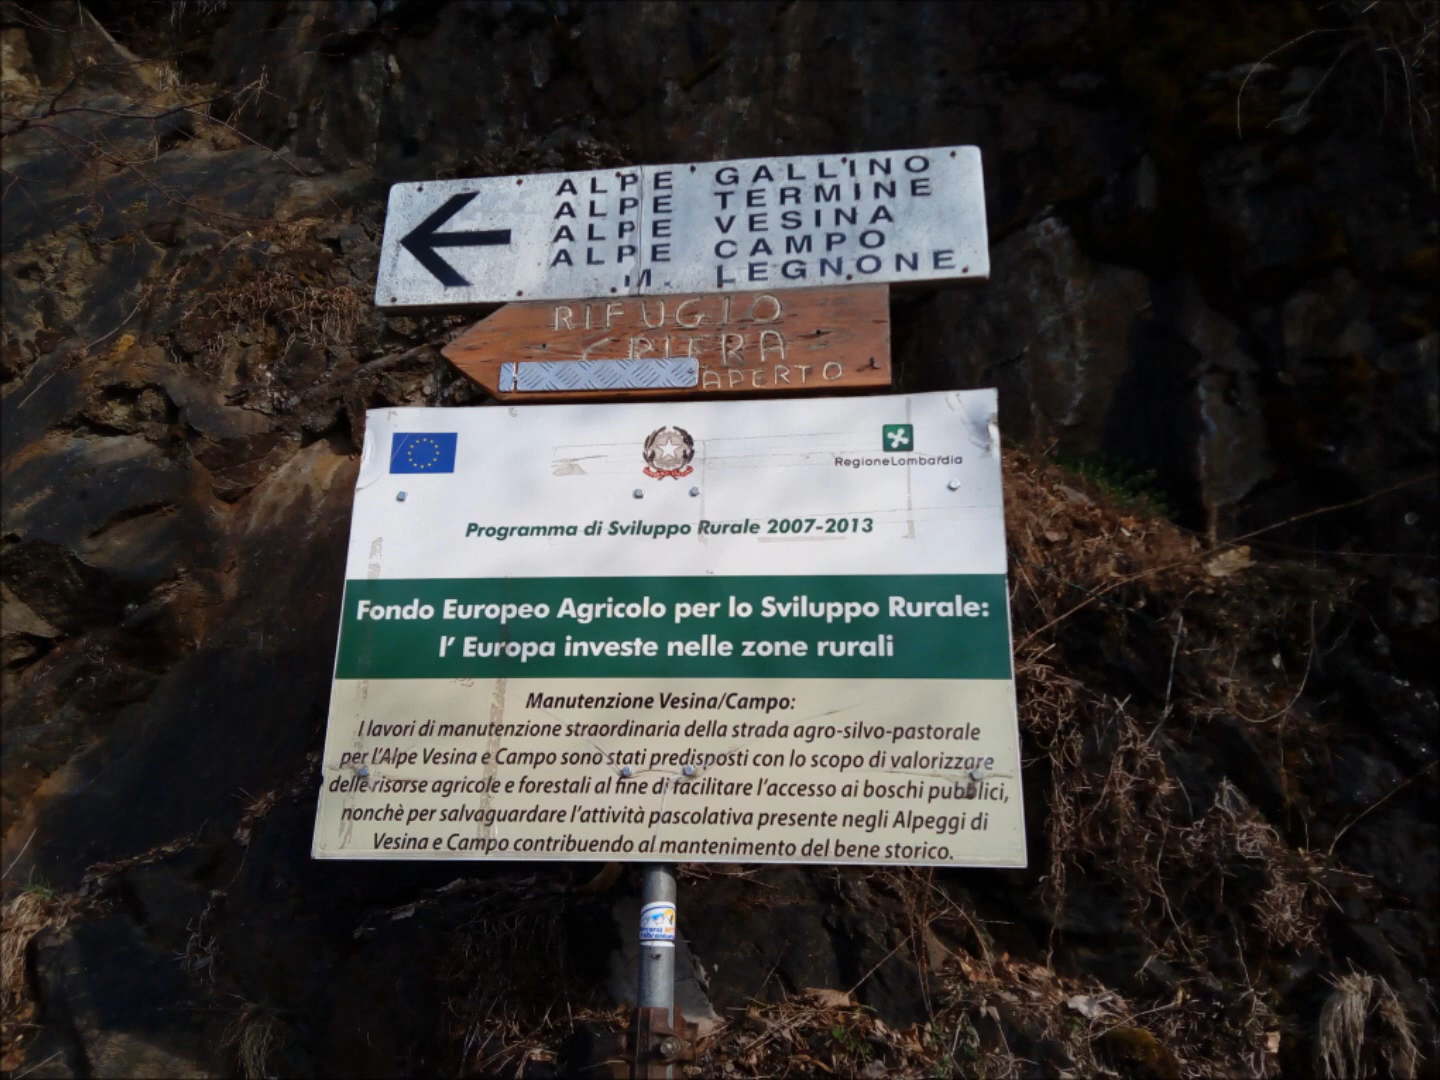 ALPE GALLINO
ALPE TERMINE
ALPE VESINA
ALPE CAMPO
M. LEGNONE
RIFUGIO
GRIERA
APERTO
RegioneLombardia
Programma di Sviluppo Rurale 2007-2013
Fondo Europeo Agricolo per lo Sviluppo Rurale:
l' Europa investe nelle zone rurali
Manutenzione Vesina/Campo:
I lavori di manutenzione straordinaria della strada agro-silvo-pastorale
per l'Alpe Vesina e Campo sono stati predisposti con lo scopo di valorizzare
delle risorse agricole e forestali al fine di facilitare l'accesso ai boschi pubblici,
nonchè per salvaguardare l'attività pascolativa presente negli Alpeggi di
Vesina e Campo contribuendo al mantenimento del bene storico.